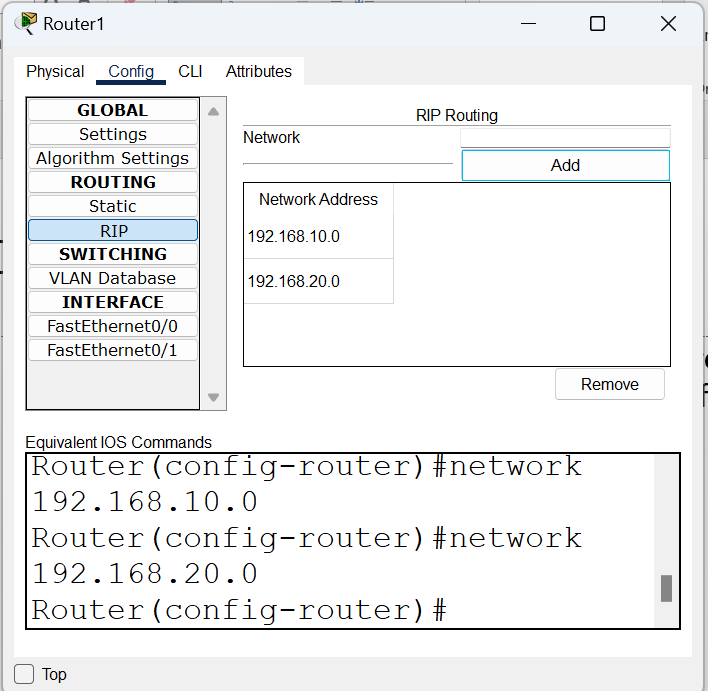 Router1
Physical Config CLI Attributes
GLOBAL
Settings
Algorithm Settings
ROUTING
Static
RIP
SWITCHING
VLAN Database
INTERFACE
FastEthernet0/0
FastEthernet0/1
RIP Routing
Network
Add
Network Address
192.168.10.0
192.168.20.0
Remove
Equivalent IOS Commands
Router(config-router)#network
192.168.10.0
Router(config-router)#network
192.168.20.0
Router(config-router)#
Top